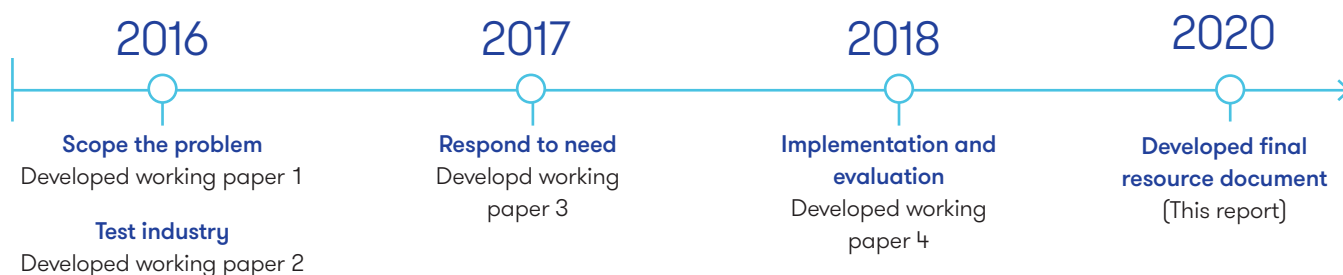 2016
Scope the problem
Developed working paper 1
Test industry
Developed working paper 2
2017
Respond to need
Developd working
paper 3
2018
Implementation and
evaluation
Developed working
paper 4
2020
Developed final
resource document
(This report)